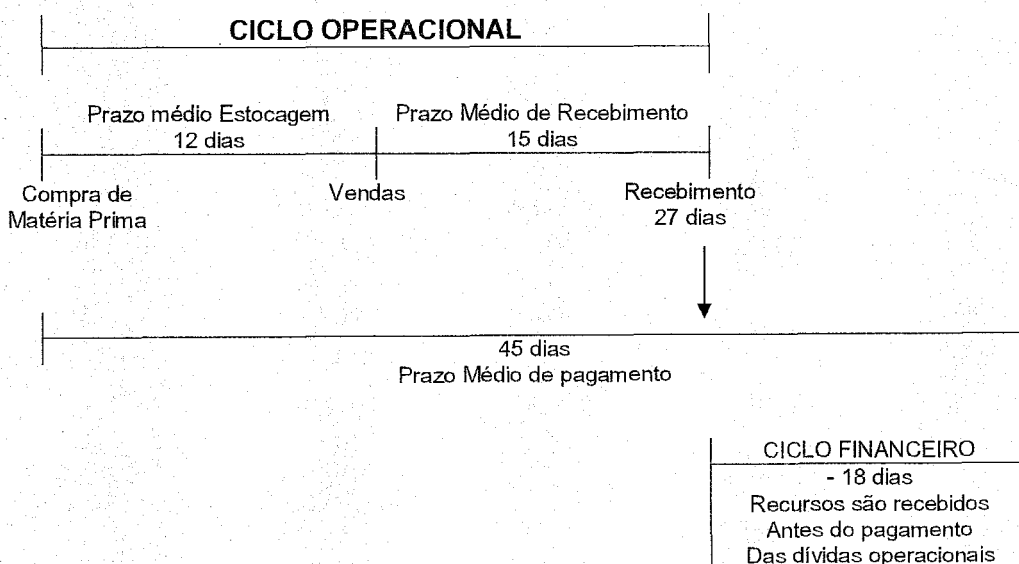 CICLO OPERACIONAL
Prazo médio Estocagem
12 dias
Prazo Médio de Recebimento
15 dias
Compra de
Matéria Prima
Vendas
Recebimento
27 dias
45 dias
Prazo Médio de pagamento
CICLO FINANCEIRO
- 18 dias
Recursos são recebidos
Antes do pagamento
Das dívidas operacionais